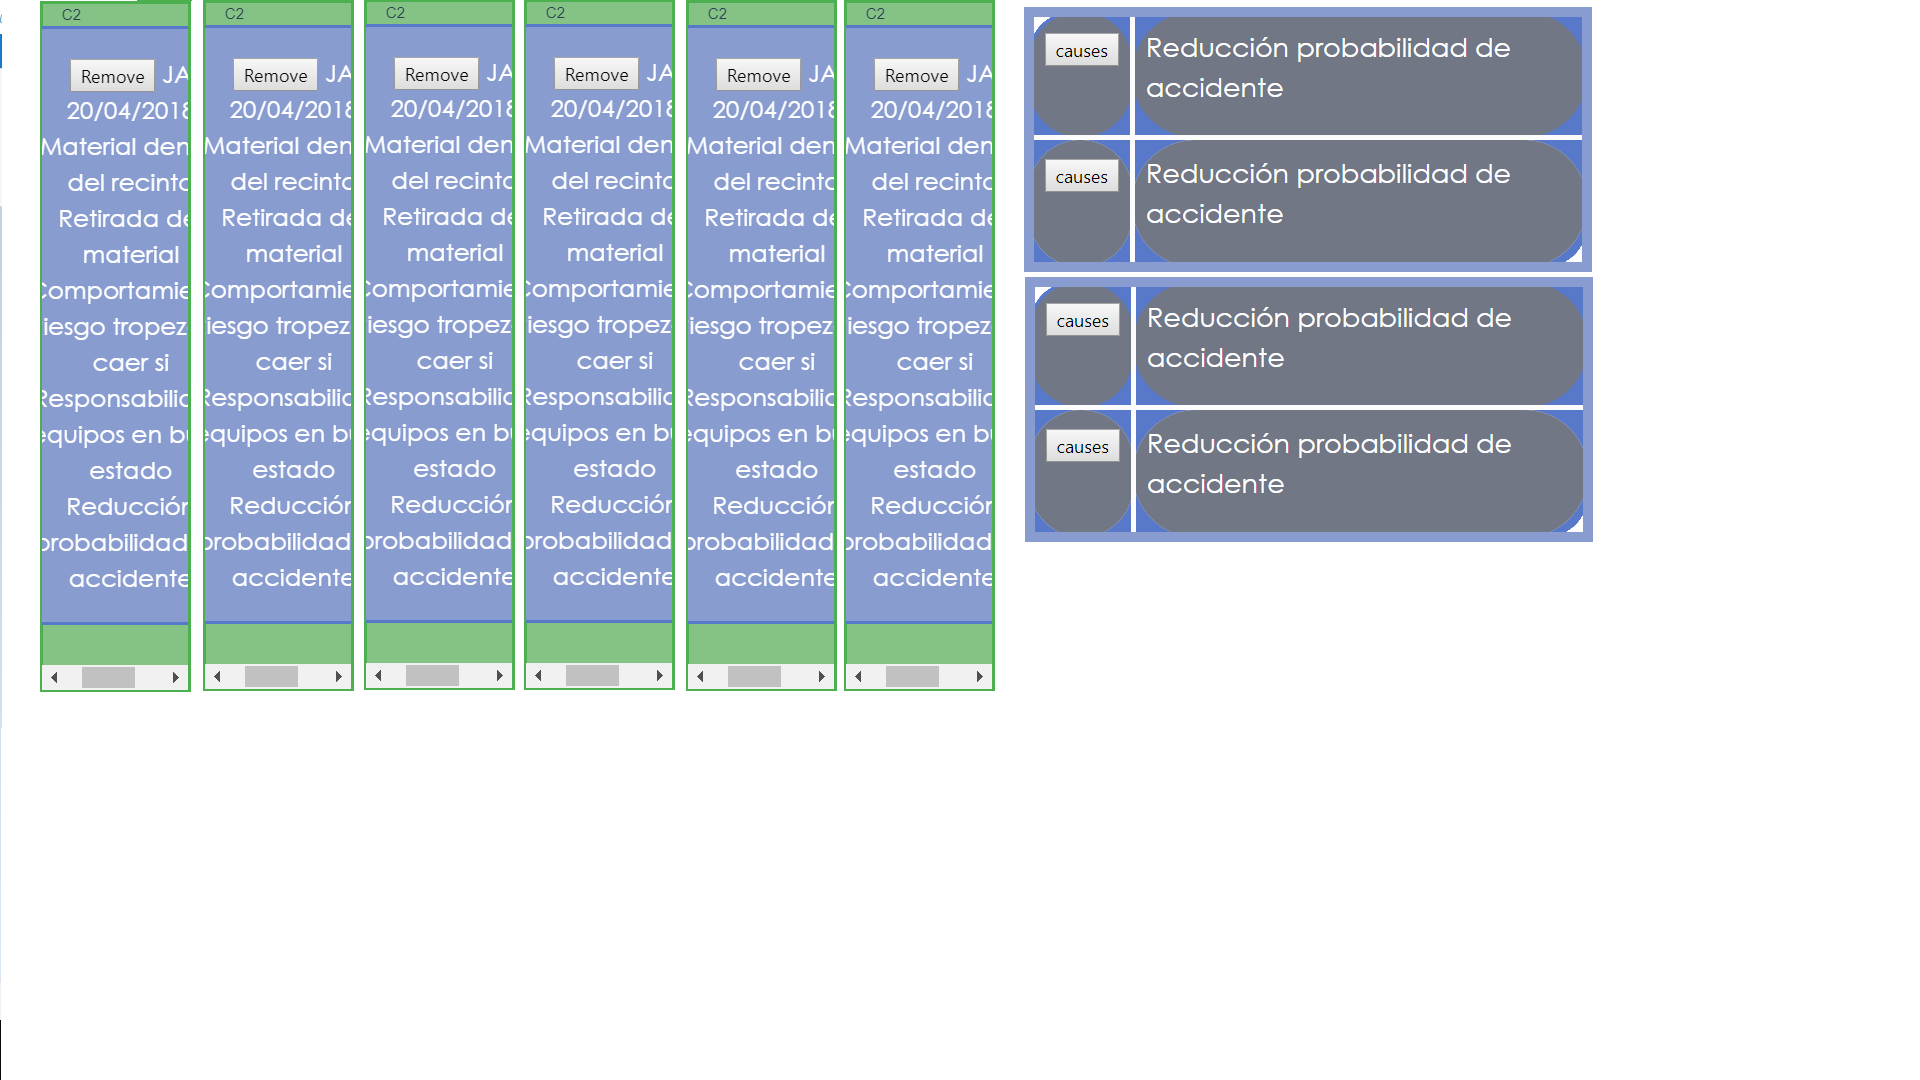 C2
Remove JA
20/04/2018
Material den
del recinto
Retirada de
material
Comportamie
iesgo tropez
caer si
Responsabilid
equipos en bu
estado
Reducción
probabilidad
accidente
C2
Remove JA
20/04/2018
Material den
del recinto
Retirada de
material
Comportamie
iesgo tropez
caer si
Responsabilid
equipos en bu
estado
Reducción
probabilidad
accidente
C2
Remove JA
20/04/2018
Material den
del recinto
Retirada de
material
Comportamie
iesgo tropez
caer si
Responsabilid
equipos en bu
estado
Reducción
probabilidad
accidente
C2
Remove JA
20/04/2018
Material den
del recinto
Retirada de
material
Comportamie
iesgo tropez
caer si
Responsabilid
equipos en bu
estado
Reducción
probabilidad
accidente
C2
Remove JA
20/04/2018
Material den
del recinto
Retirada de
material
Comportamie
iesgo tropez
caer si
Responsabilid
equipos en bu
estado
Reducción
probabilidad
accidente
C2
Remove JA
20/04/2018
Material den
del recinto
Retirada de
material
Comportamie
iesgo tropez
caer si
Responsabilid
equipos en bu
estado
Reducción
probabilidad
accidente
causes Reducción probabilidad de
accidente
causes Reducción probabilidad de
accidente
causes Reducción probabilidad de
accidente
causes Reducción probabilidad de
accidente